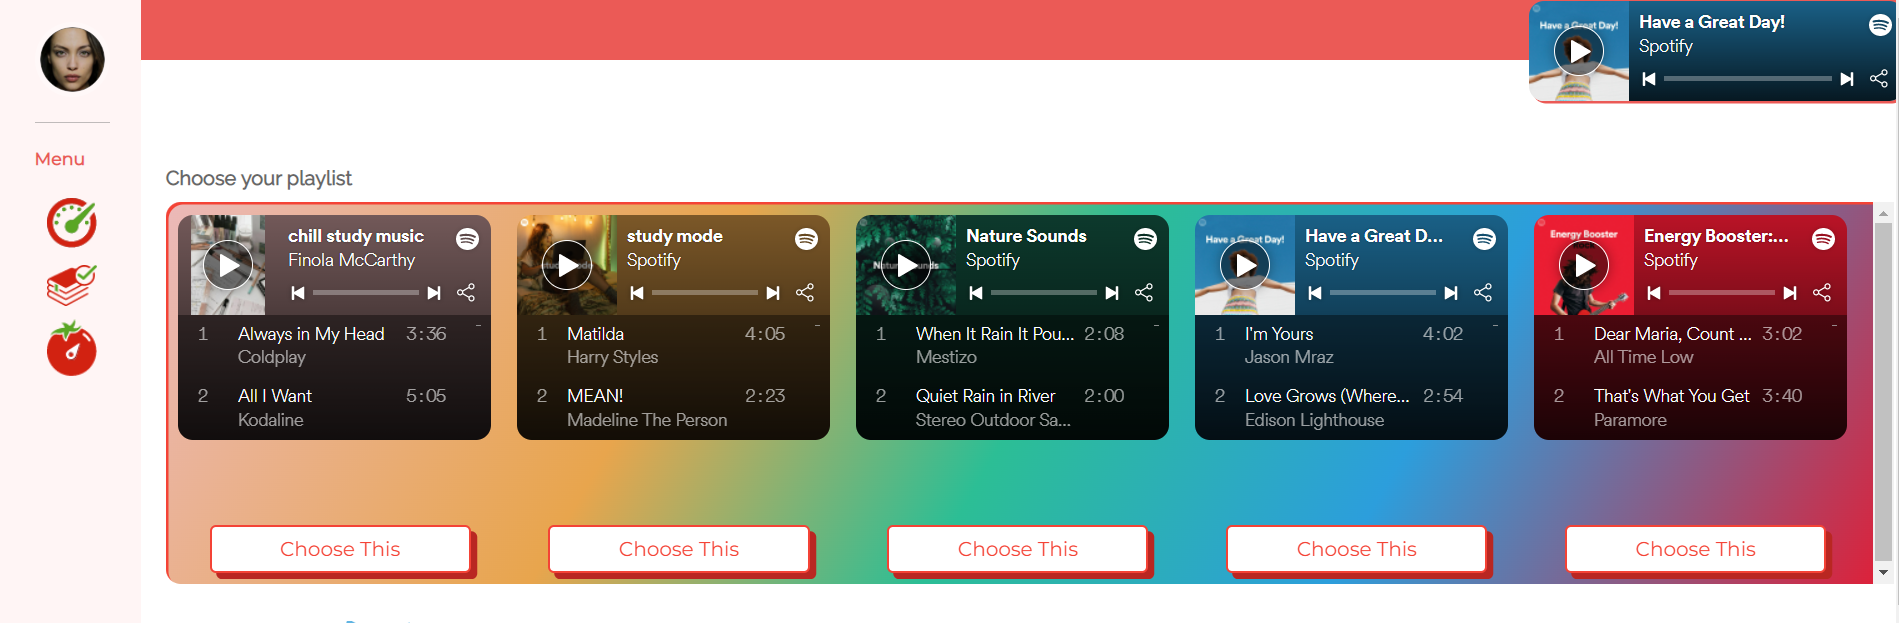 Have a Great Day!
Have a Great Day!
Spotify
Menu
Choose your playlist
chill study music
Finola McCarthy
1 Always in My Head 3:36
Coldplay
2 All I Want 5:05
Kodaline
Choose This
study mode
Spotify
1 Matilda 4:05
Harry Styles
2 MEAN! 2:23
Madeline The Person
Choose This
Nature Sounds
Spotify
1 When It Rain It Pou... 2:08
Mestizo
2 Quiet Rain in River 2:00
Stereo Outdoor Sa...
Choose This
Have a Great Day!
Have a Great D...
Spotify
1 I'm Yours 4:02
Jason Mraz
2 Love Grows (Where... 2:54
Edison Lighthouse
Choose This
Energy Booster
Energy Booster:...
Spotify
1 Dear Maria, Count ... 3:02
All Time Low
2 That's What You Get 3:40
Paramore
Choose This